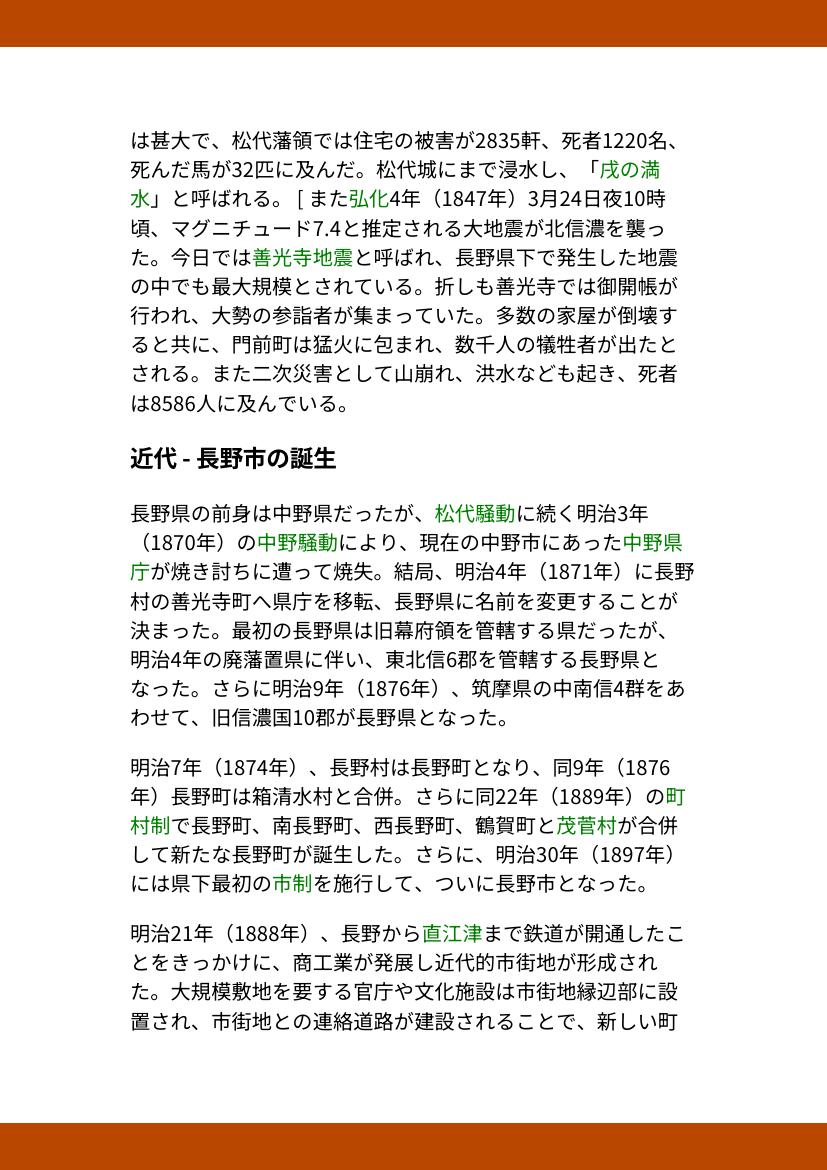 は甚大で、松代藩領では住宅の被害が2835軒、死者1220名、
死んだ馬が32匹に及んだ。松代城にまで浸水し、「戌の満
水」と呼ばれる。 [ また弘化4年（1847年）3月24日夜10時
頃、マグニチュード7.4と推定される大地震が北信濃を襲っ
た。今日では善光寺地震と呼ばれ、長野県下で発生した地震
の中でも最大規模とされている。折しも善光寺では御開帳が
行われ、大勢の参詣者が集まっていた。多数の家屋が倒壊す
ると共に、門前町は猛火に包まれ、数千人の犠牲者が出たと
される。また二次災害として山崩れ、洪水なども起き、死者
は8586人に及んでいる。
近代 - 長野市の誕生
長野県の前身は中野県だったが、松代騒動に続く明治3年
（1870年）の中野騒動により、現在の中野市にあった中野県
庁が焼き討ちに遭って焼失。結局、明治4年（1871年）に長野
村の善光寺町へ県庁を移転、長野県に名前を変更することが
決まった。最初の長野県は旧幕府領を管轄する県だったが、
明治4年の廃藩置県に伴い、東北信6郡を管轄する長野県と
なった。さらに明治9年（1876年）、筑摩県の中南信4群をあ
わせて、旧信濃国10郡が長野県となった。
明治7年（1874年）、長野村は長野町となり、同9年（1876
年）長野町は箱清水村と合併。さらに同22年（1889年）の町
村制で長野町、南長野町、西長野町、鶴賀町と茂菅村が合併
して新たな長野町が誕生した。さらに、明治30年（1897年）
には県下最初の市制を施行して、ついに長野市となった。
明治21年（1888年）、長野から直江津まで鉄道が開通したこ
とをきっかけに、商工業が発展し近代的市街地が形成され
た。大規模敷地を要する官庁や文化施設は市街地縁辺部に設
置され、市街地との連絡道路が建設されることで、新しい町